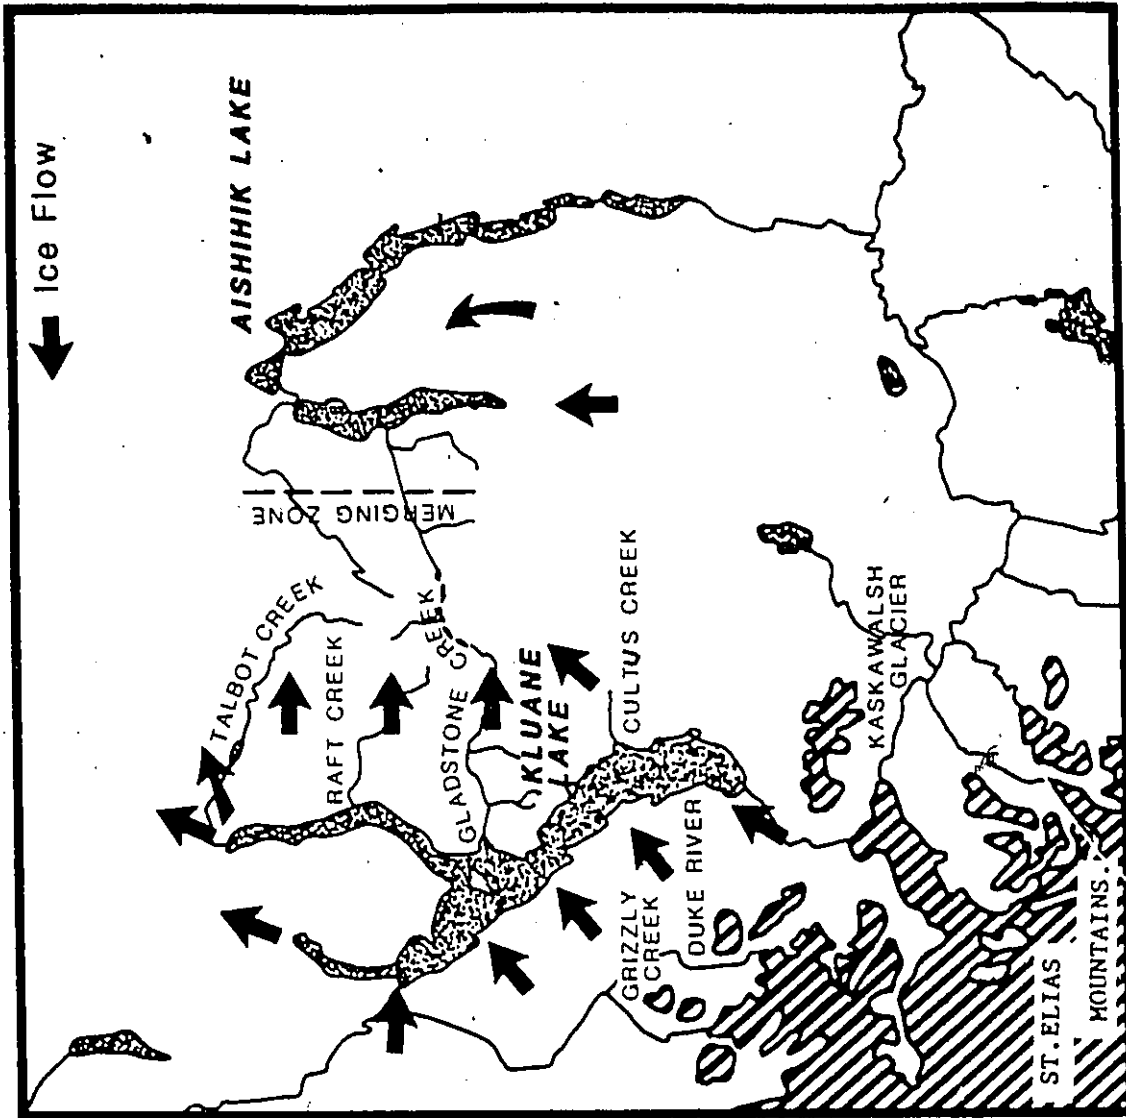 Ice Flow
AISHIHIK LAKE
MERGING ZONE
TALBOT CREEK
RAFT CREEK
GLADSTONE CREEK
KLUANE
LAKE
CULTUS CREEK
GRIZZLY
CREEK
DUKE RIVER
KASKAWALSH
GLACIER
ST.ELIAS
MOUNTAINS.